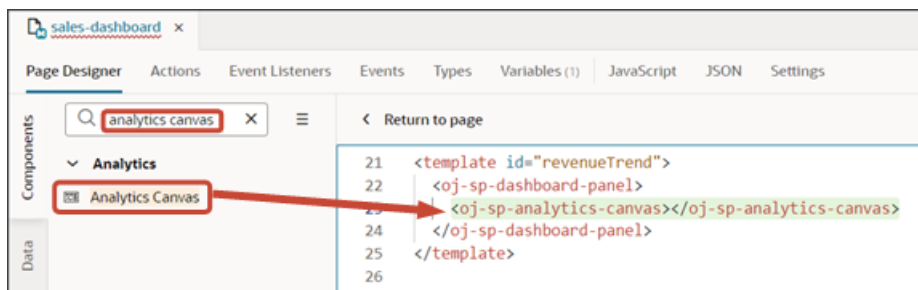 sales-dashboard ×
Page Designer Actions Event Listeners Events Types Variables (1) JavaScript JSON Settings
Components
analytics canvas
Return to page
Analytics
Analytics Canvas
Data
21 <template id="revenueTrend">
22 <oj-sp-dashboard-panel>
23 <oj-sp-analytics-canvas></oj-sp-analytics-canvas>
24 </oj-sp-dashboard-panel>
25 </template>
26